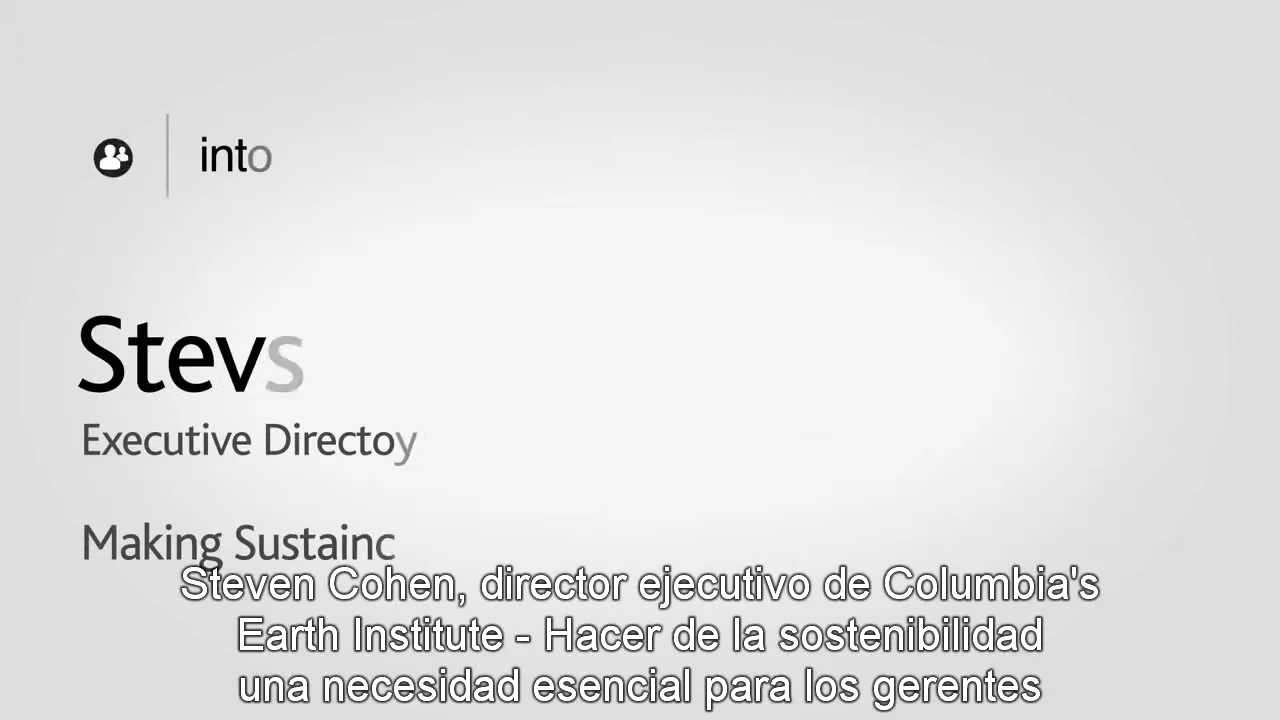 into
Stevs
Executive Directoy
Making Sustainc
Steven Cohen, director ejecutivo de Columbia's
Earth Institute - Hacer de la sostenibilidad
una necesidad esencial para los gerentes